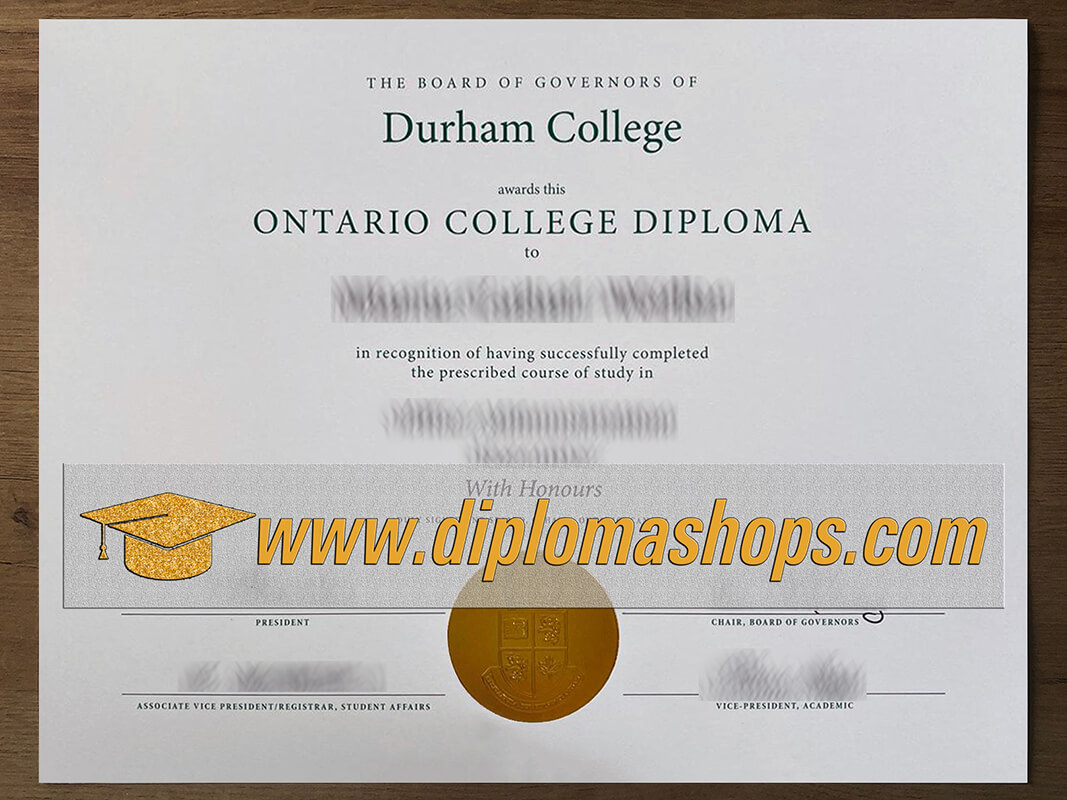 THE BOARD OF GOVERNORS OF
Durham College
awards this
ONTARIO COLLEGE DIPLOMA
to
in recognition of having successfully completed
the prescribed course of study in
With Honours
www.diplomashops.com
PRESIDENT
CHAIR, BOARD OF GOVERNORS
ASSOCIATE VICE PRESIDENT/REGISTRAR, STUDENT AFFAIRS
VICE-PRESIDENT, ACADEMIC